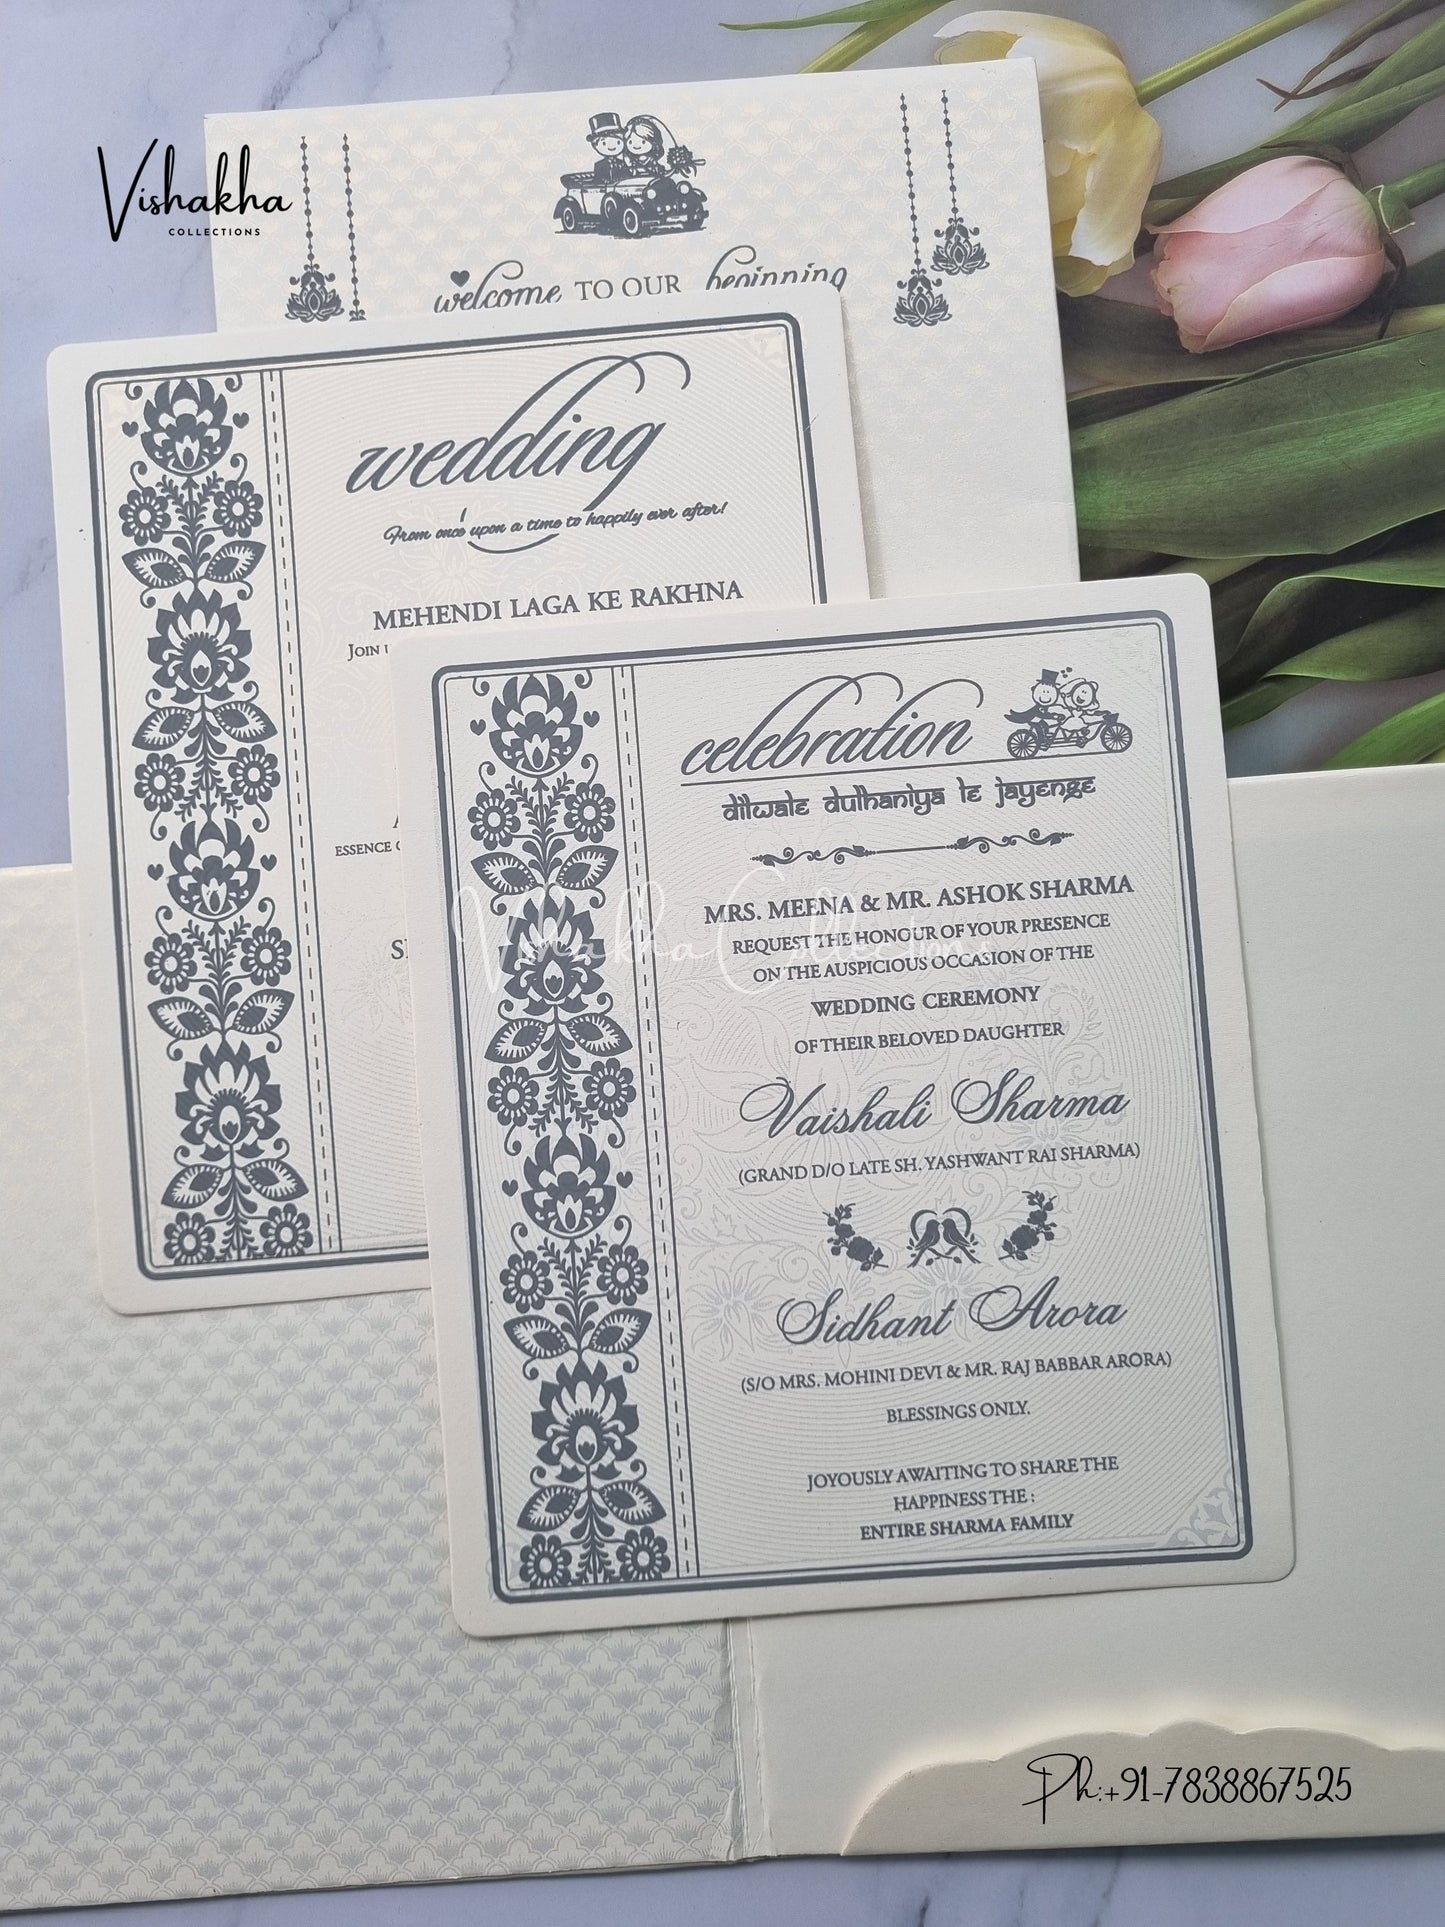 Vishakha
COLLECTIONS
welcome TO OUR beginning
wedding
From once upon a time to happily ever after!
MEHENDI LAGA KE RAKHNA
JOIN
ESSENCE
celebration
dilwale dulhaniya le jayenge
MRS. MEENA & MR. ASHOK SHARMA
REQUEST THE HONOUR OF YOUR PRESENCE
ON THE AUSPICIOUS OCCASION OF THE
WEDDING CEREMONY
OF THEIR BELOVED DAUGHTER
Vaishali Sharma
(GRAND D/O LATE SH. YASHWANT RAI SHARMA)
Sidhant Arora
(S/O MRS. MOHINI DEVI & MR. RAJ BABBAR ARORA)
BLESSINGS ONLY.
JOYOUSLY AWAITING TO SHARE THE
HAPPINESS THE :
ENTIRE SHARMA FAMILY
Vishakha Collections
Ph:+91-7838867525